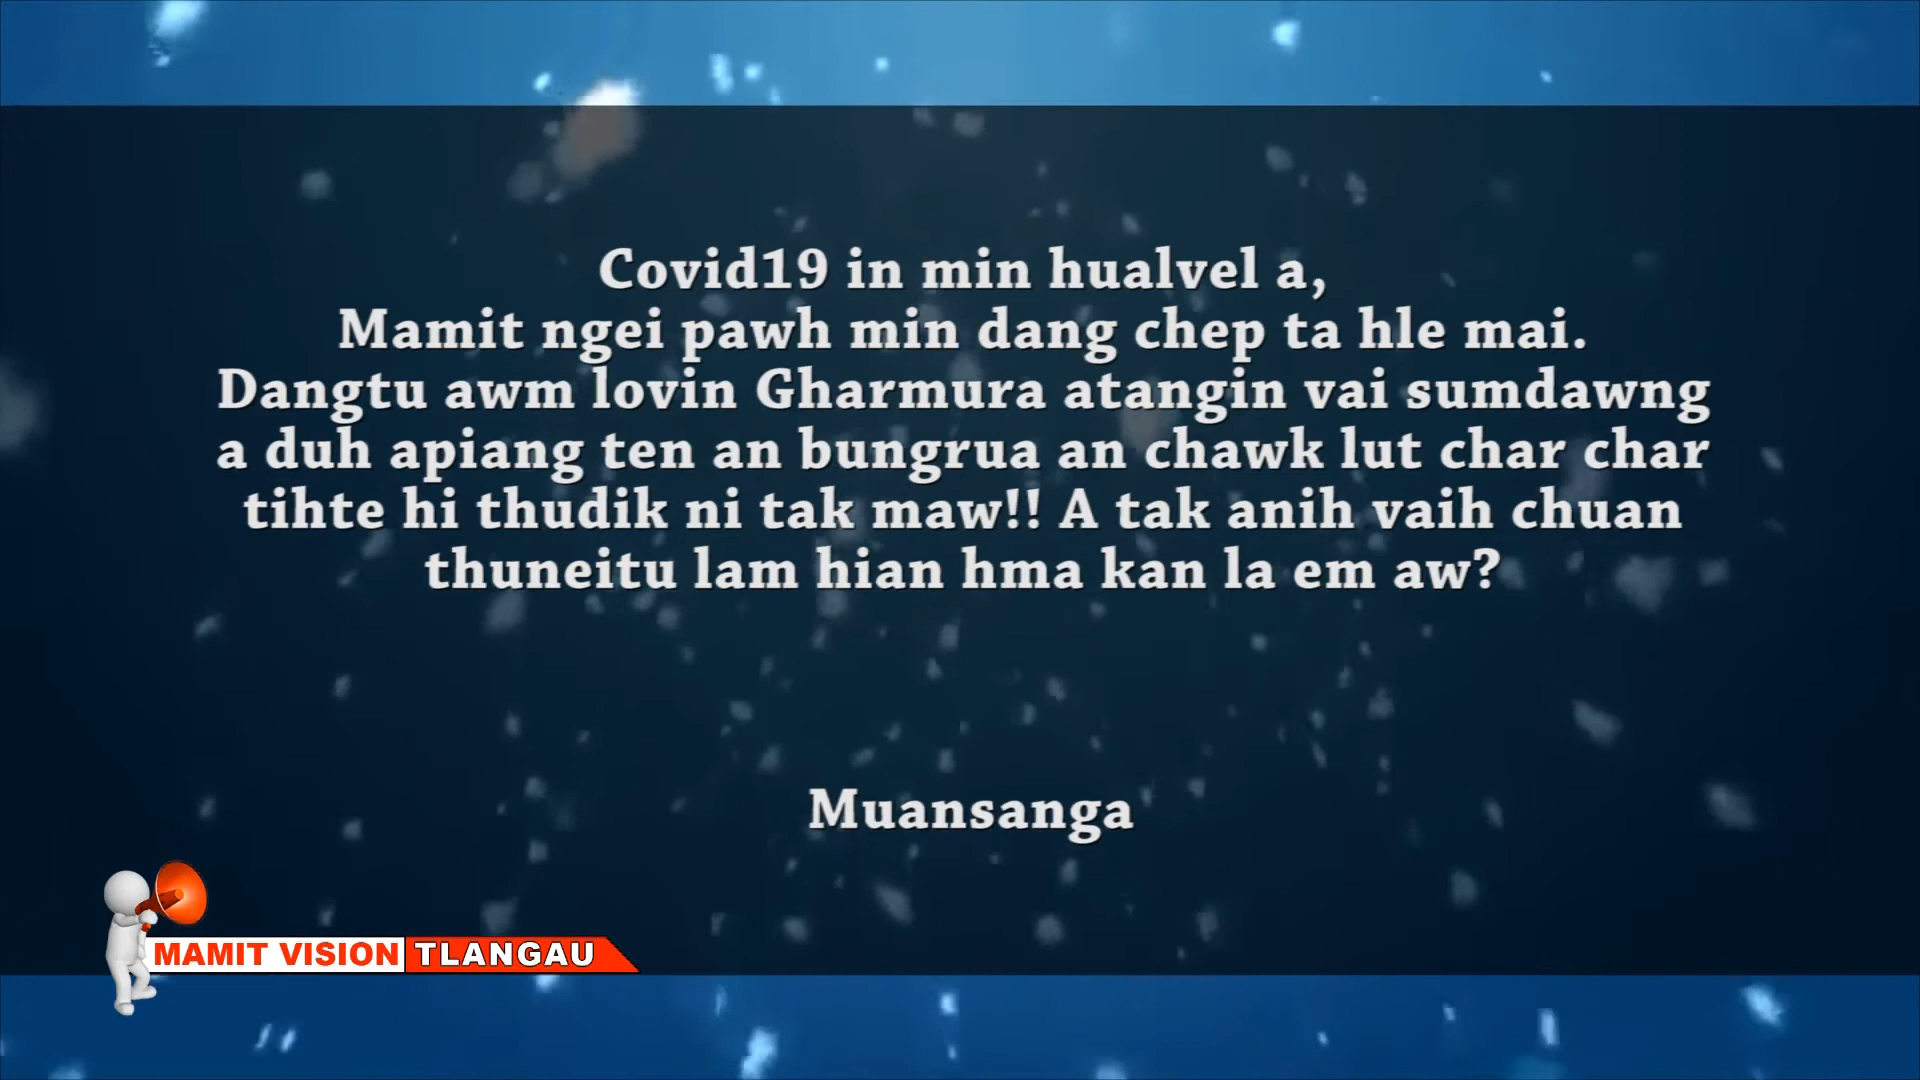 Covid19 in min hualvel a,
Mamit ngei pawh min dang chep ta hle mai.
Dangtu awm lovin Gharmura atangin vai sumdawng
a duh apiang ten an bungrua an chawk lut char char
tihte hi thudik ni tak maw!! A tak anih vaih chuan
thuneitu lam hian hma kan la em aw?
Muansanga
MAMIT VISION TLANGAU